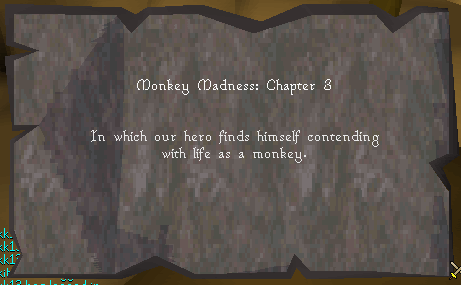 Monkey Madness: Chapter 3
In which our hero finds himself contending
with life as a monkey.